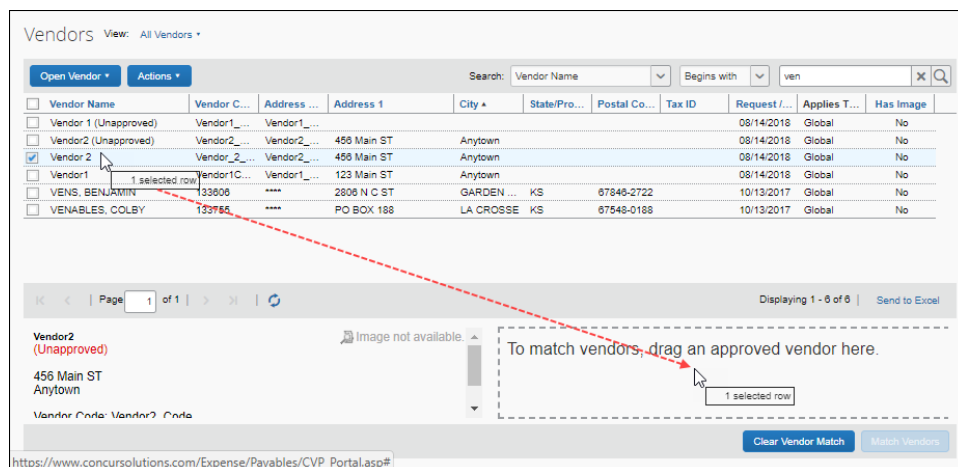 Vendors View: All Vendors
Open Vendor Actions Search: Vendor Name Begins with ven
Vendor Name Vendor C... Address ... Address 1 City State/Pro... Postal Co... Tax ID Request /... Applies T... Has Image
Vendor 1 (Unapproved) Vendor1_... Vendor1_... 08/14/2018 Global No
Vendor2 (Unapproved) Vendor2_... Vendor2_... 456 Main ST Anytown 08/14/2018 Global No
Vendor 2 Vendor_2_... Vendor2_... 456 Main ST Anytown 08/14/2018 Global No
Vendor1 Vendor1C... Vendor1_... 123 Main ST Anytown 08/14/2018 Global No
1 selected row
VENS, BENJAMIN 133606 **** 2806 N C ST GARDEN ... KS 67846-2722 10/13/2017 Global No
VENABLES, COLBY 133755 **** PO BOX 188 LA CROSSE KS 67548-0188 10/13/2017 Global No
Page 1 of 1 Displaying 1 - 6 of 6 Send to Excel
Vendor2 Image not available.
(Unapproved)
To match vendors, drag an approved vendor here.
456 Main ST
Anytown
1 selected row
Vendor Code: Vendor2_Code
Clear Vendor Match Match Vendors
https://www.concursolutions.com/Expense/Payables/CVP_Portal.asp#